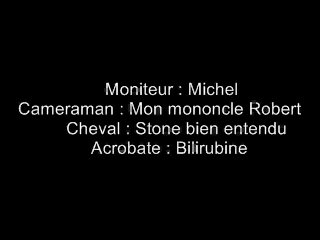 Moniteur : Michel
Cameraman : Mon mononcle Robert
Cheval : Stone bien entendu
Acrobate : Bilirubine